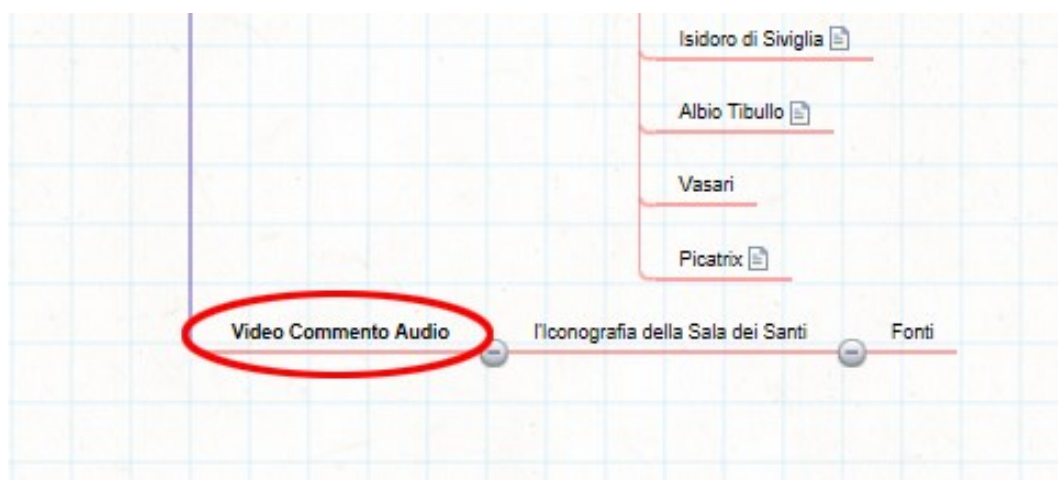 Isidoro di Siviglia
Albio Tibullo
Vasari
Picatrix
Video Commento Audio
l'Iconografia della Sala dei Santi
Fonti